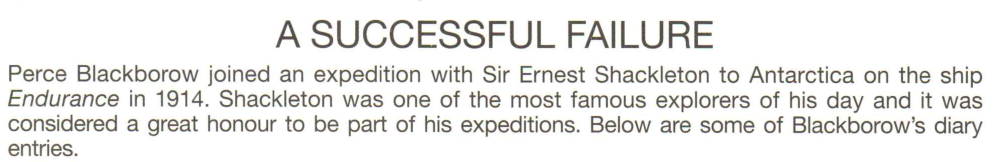 A SUCCESSFUL FAILURE
Perce Blackborow joined an expedition with Sir Ernest Shackleton to Antarctica on the ship
Endurance in 1914. Shackleton was one of the most famous explorers of his day and it was
considered a great honour to be part of his expeditions. Below are some of Blackborow's diary
entries.